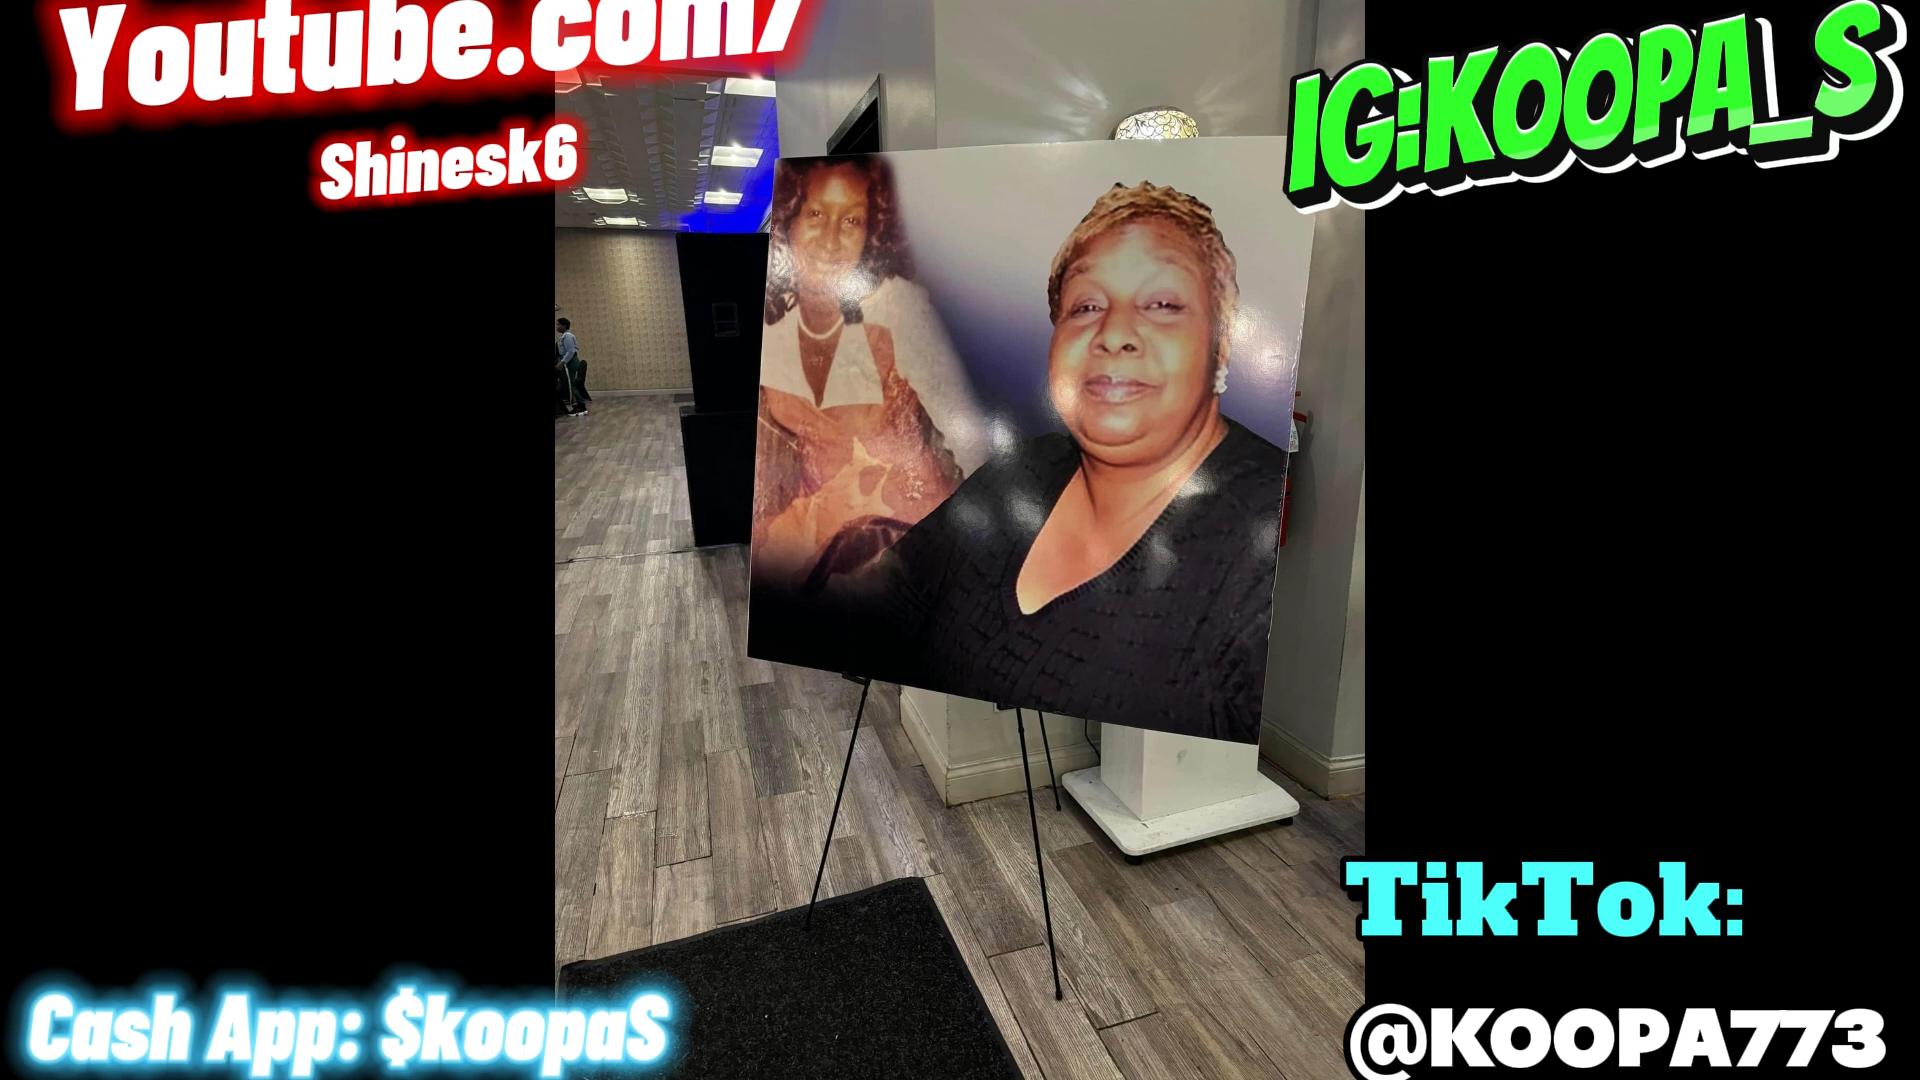 Youtube.com/
Shinesk6
IG:KOOPA_S
TikTok:
@KOOPA773
Cash App: $koopaS